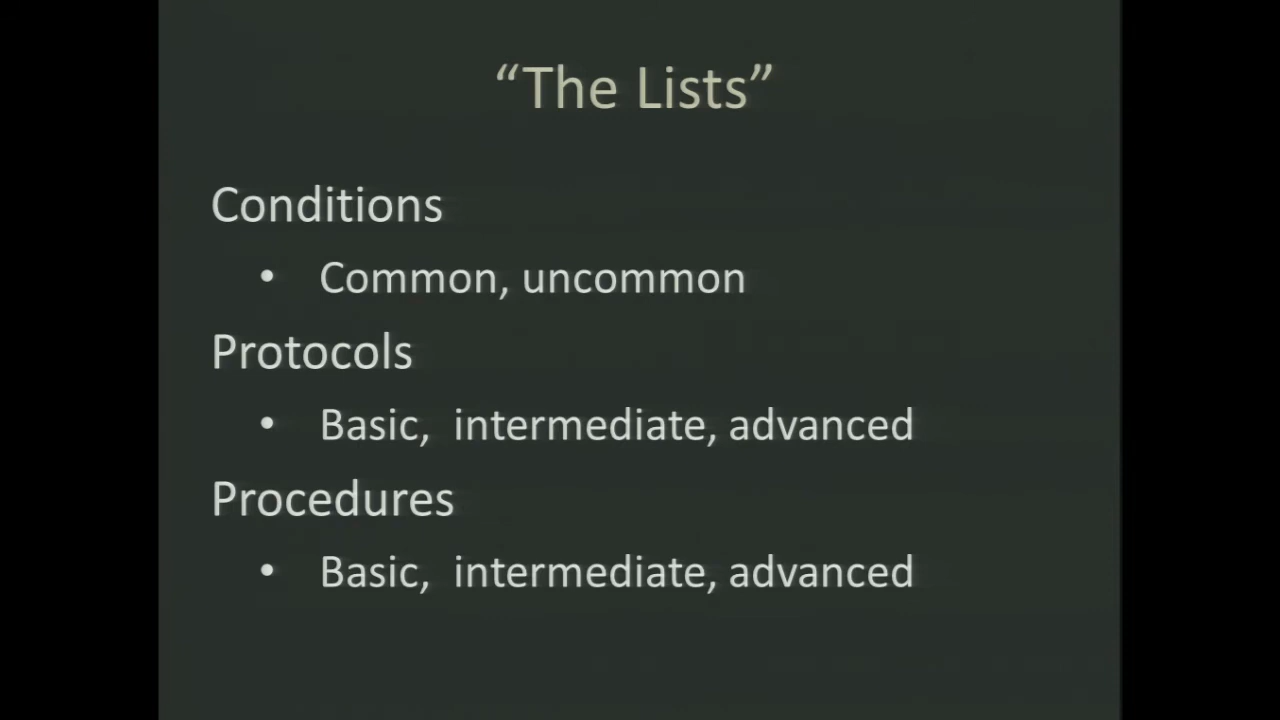 “The Lists”
Conditions
• Common, uncommon
Protocols
• Basic,  intermediate, advanced
Procedures
• Basic,  intermediate, advanced